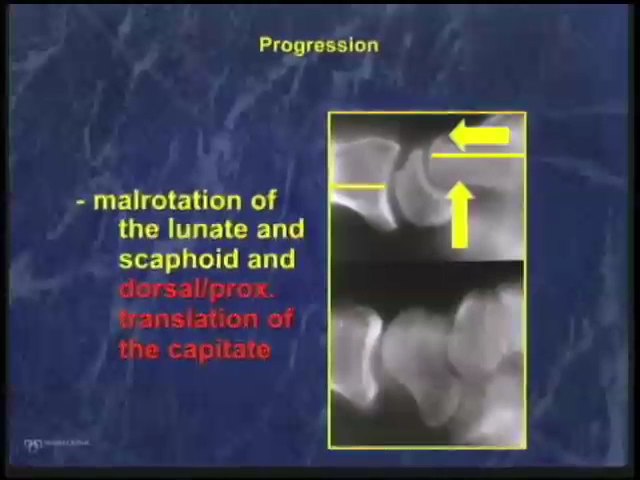 Progression
- malrotation of
the lunate and
scaphoid and
dorsal/prox.
translation of
the capitate